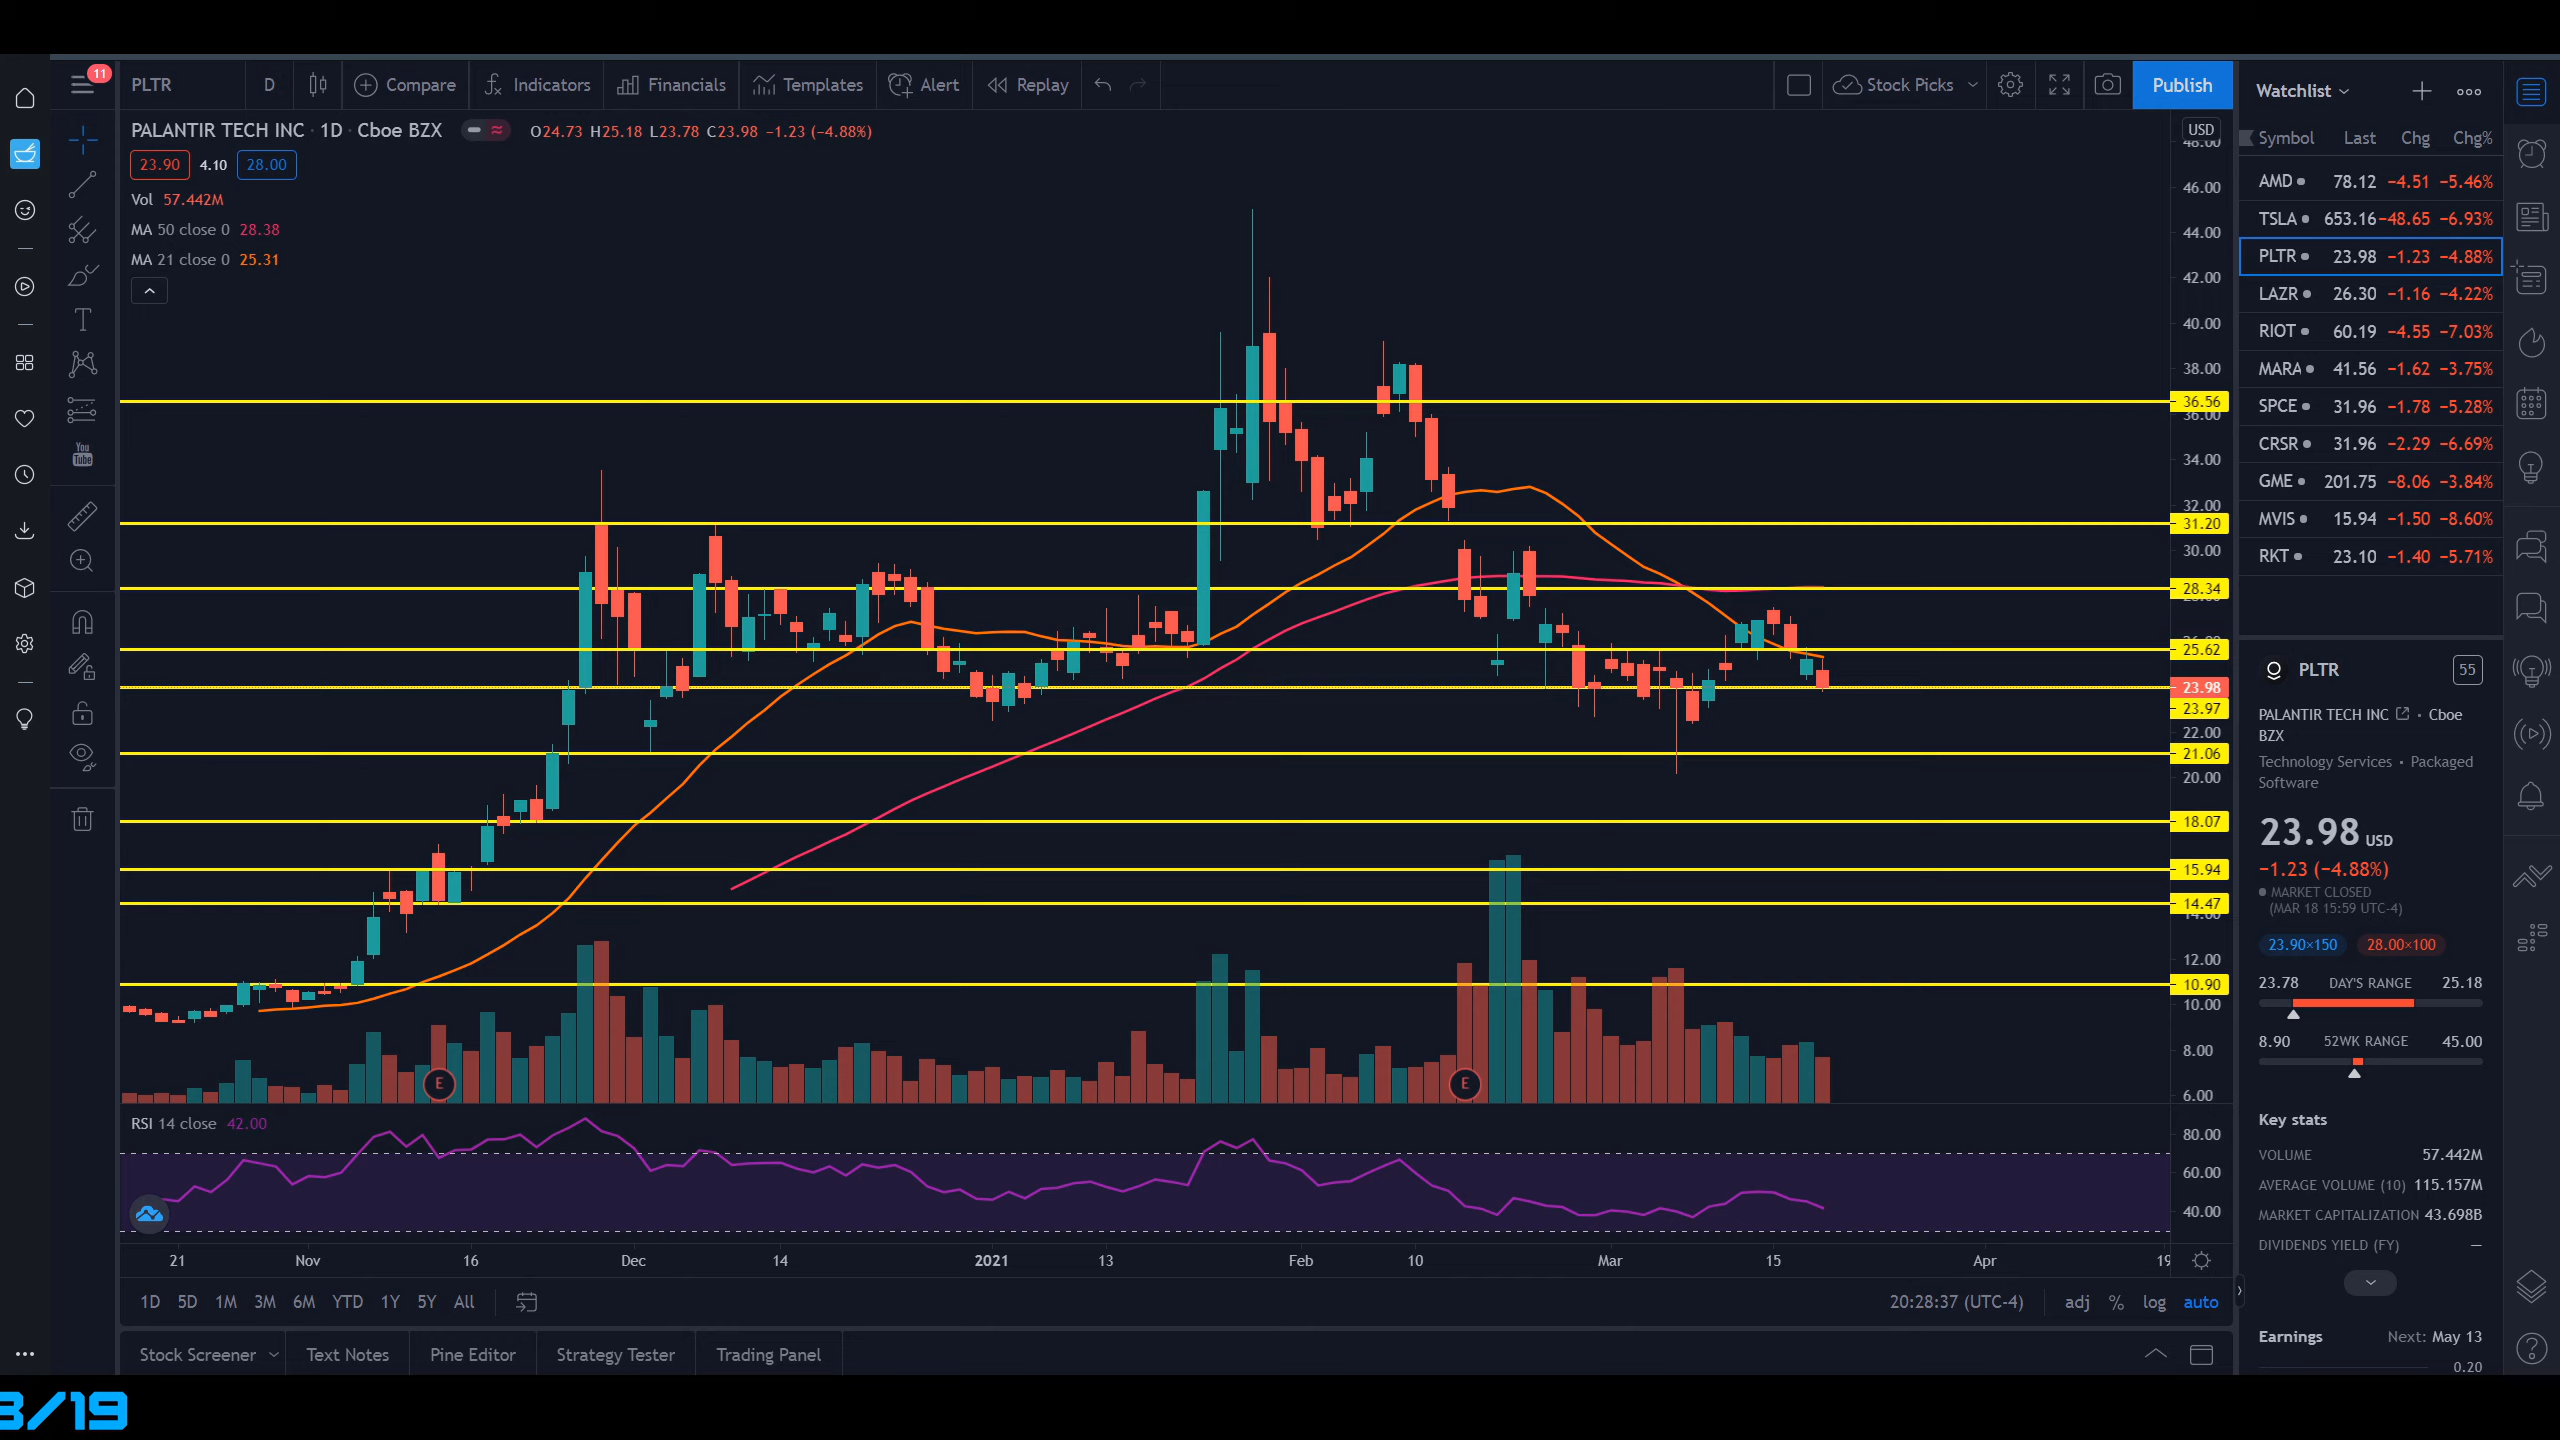 11
PLTR D Compare Indicators Financials Templates Alert Replay Stock Picks Publish
PALANTIR TECH INC · 1D · Cboe BZX O24.73 H25.18 L23.78 C23.98 −1.23 (−4.88%)
23.90 4.10 28.00
Vol 57.442M
MA 50 close 0 28.38
MA 21 close 0 25.31
You
Tube
USD
48.00
46.00
44.00
42.00
40.00
38.00
36.56
36.00
34.00
32.00
31.20
30.00
28.34
25.62
23.98
23.97
22.00
21.06
20.00
18.07
15.94
14.47
14.00
12.00
10.90
10.00
8.00
6.00
E E
RSI 14 close 42.00
80.00
60.00
40.00
21 Nov 16 Dec 14 2021 13 Feb 10 Mar 15 Apr 19
1D 5D 1M 3M 6M YTD 1Y 5Y All 20:28:37 (UTC-4) adj % log auto
Stock Screener Text Notes Pine Editor Strategy Tester Trading Panel
Watchlist
Symbol Last Chg Chg%
AMD 78.12 −4.51 −5.46%
TSLA 653.16 −48.65 −6.93%
PLTR 23.98 −1.23 −4.88%
LAZR 26.30 −1.16 −4.22%
RIOT 60.19 −4.55 −7.03%
MARA 41.56 −1.62 −3.75%
SPCE 31.96 −1.78 −5.28%
CRSR 31.96 −2.29 −6.69%
GME 201.75 −8.06 −3.84%
MVIS 15.94 −1.50 −8.60%
RKT 23.10 −1.40 −5.71%
PLTR 55
PALANTIR TECH INC · Cboe
BZX
Technology Services • Packaged
Software
23.98 USD
−1.23 (−4.88%)
MARKET CLOSED
(MAR 18 15:59 UTC-4)
23.90×150 28.00×100
23.78 DAY'S RANGE 25.18
8.90 52WK RANGE 45.00
Key stats
VOLUME 57.442M
AVERAGE VOLUME (10) 115.157M
MARKET CAPITALIZATION 43.698B
DIVIDENDS YIELD (FY) —
Earnings Next: May 13
0.20
3/19